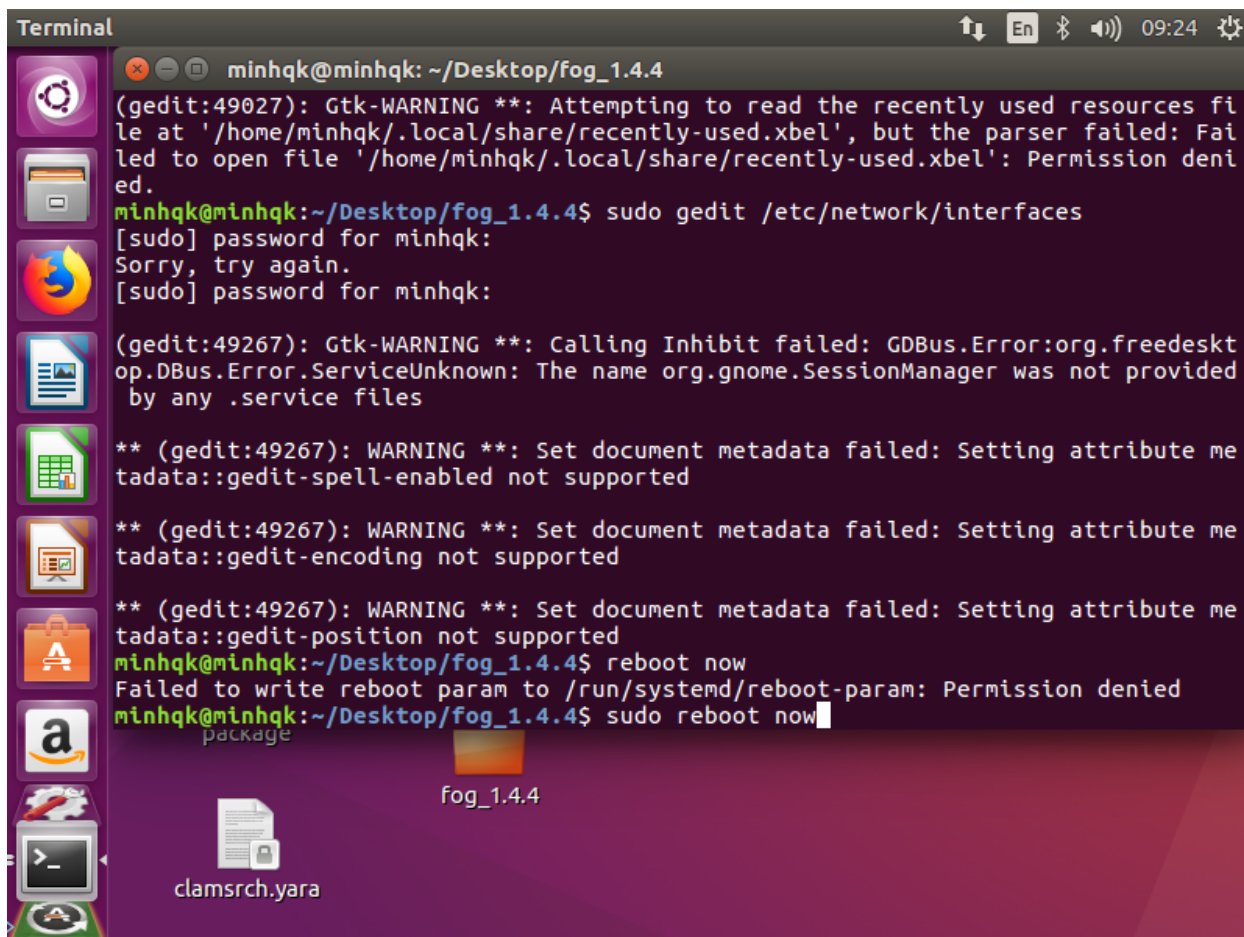 Terminal
En
09:24
minhqk@minhqk: ~/Desktop/fog_1.4.4
(gedit:49027): Gtk-WARNING **: Attempting to read the recently used resources fi
le at '/home/minhqk/.local/share/recently-used.xbel', but the parser failed: Fai
led to open file '/home/minhqk/.local/share/recently-used.xbel': Permission deni
ed.
minhqk@minhqk:~/Desktop/fog_1.4.4$ sudo gedit /etc/network/interfaces
[sudo] password for minhqk:
Sorry, try again.
[sudo] password for minhqk:
(gedit:49267): Gtk-WARNING **: Calling Inhibit failed: GDBus.Error:org.freedeskt
op.DBus.Error.ServiceUnknown: The name org.gnome.SessionManager was not provided
 by any .service files
** (gedit:49267): WARNING **: Set document metadata failed: Setting attribute me
tadata::gedit-spell-enabled not supported
** (gedit:49267): WARNING **: Set document metadata failed: Setting attribute me
tadata::gedit-encoding not supported
** (gedit:49267): WARNING **: Set document metadata failed: Setting attribute me
tadata::gedit-position not supported
minhqk@minhqk:~/Desktop/fog_1.4.4$ reboot now
Failed to write reboot param to /run/systemd/reboot-param: Permission denied
minhqk@minhqk:~/Desktop/fog_1.4.4$ sudo reboot now
package
fog_1.4.4
clamsrch.yara